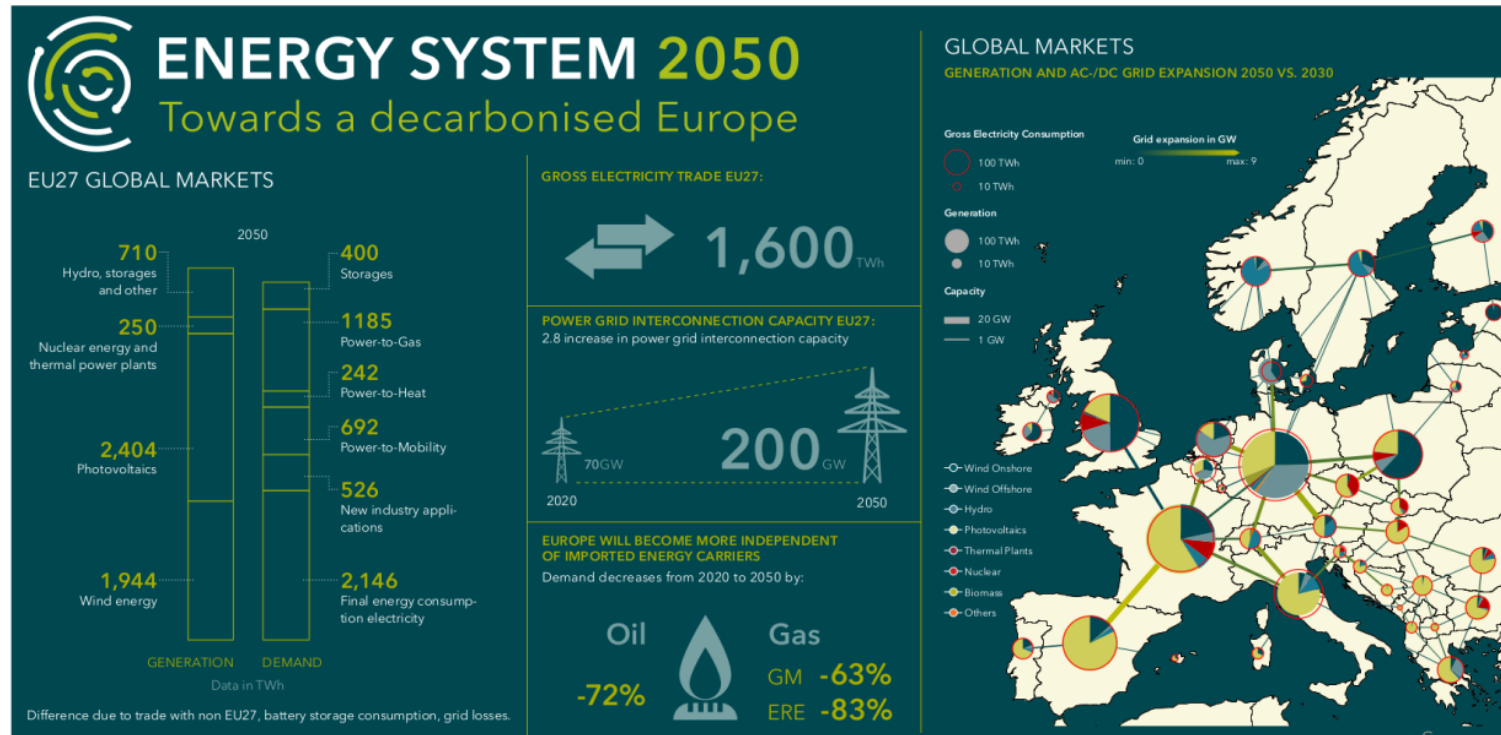 ENERGY SYSTEM 2050
Towards a decarbonised Europe
EU27 GLOBAL MARKETS
2050
710
Hydro, storages
and other
250
Nuclear energy and
thermal power plants
2,404
Photovoltaics
1,944
Wind energy
400
Storages
1185
Power-to-Gas
242
Power-to-Heat
692
Power-to-Mobility
526
New industry appli-
cations
2,146
Final energy consump-
tion electricity
GENERATION
DEMAND
Data in TWh
Difference due to trade with non EU27, battery storage consumption, grid losses.
GROSS ELECTRICITY TRADE EU27:
1,600 TWh
POWER GRID INTERCONNECTION CAPACITY EU27:
2.8 increase in power grid interconnection capacity
70GW
200 GW
2020
2050
EUROPE WILL BECOME MORE INDEPENDENT
OF IMPORTED ENERGY CARRIERS
Demand decreases from 2020 to 2050 by:
Oil
-72%
Gas
GM -63%
ERE -83%
GLOBAL MARKETS
GENERATION AND AC-/DC GRID EXPANSION 2050 VS. 2030
Gross Electricity Consumption
100 TWh
10 TWh
Grid expansion in GW
min: 0
max: 9
Generation
100 TWh
10 TWh
Capacity
20 GW
1 GW
Wind Onshore
Wind Offshore
Hydro
Photovoltaics
Thermal Plants
Nuclear
Biomass
Others